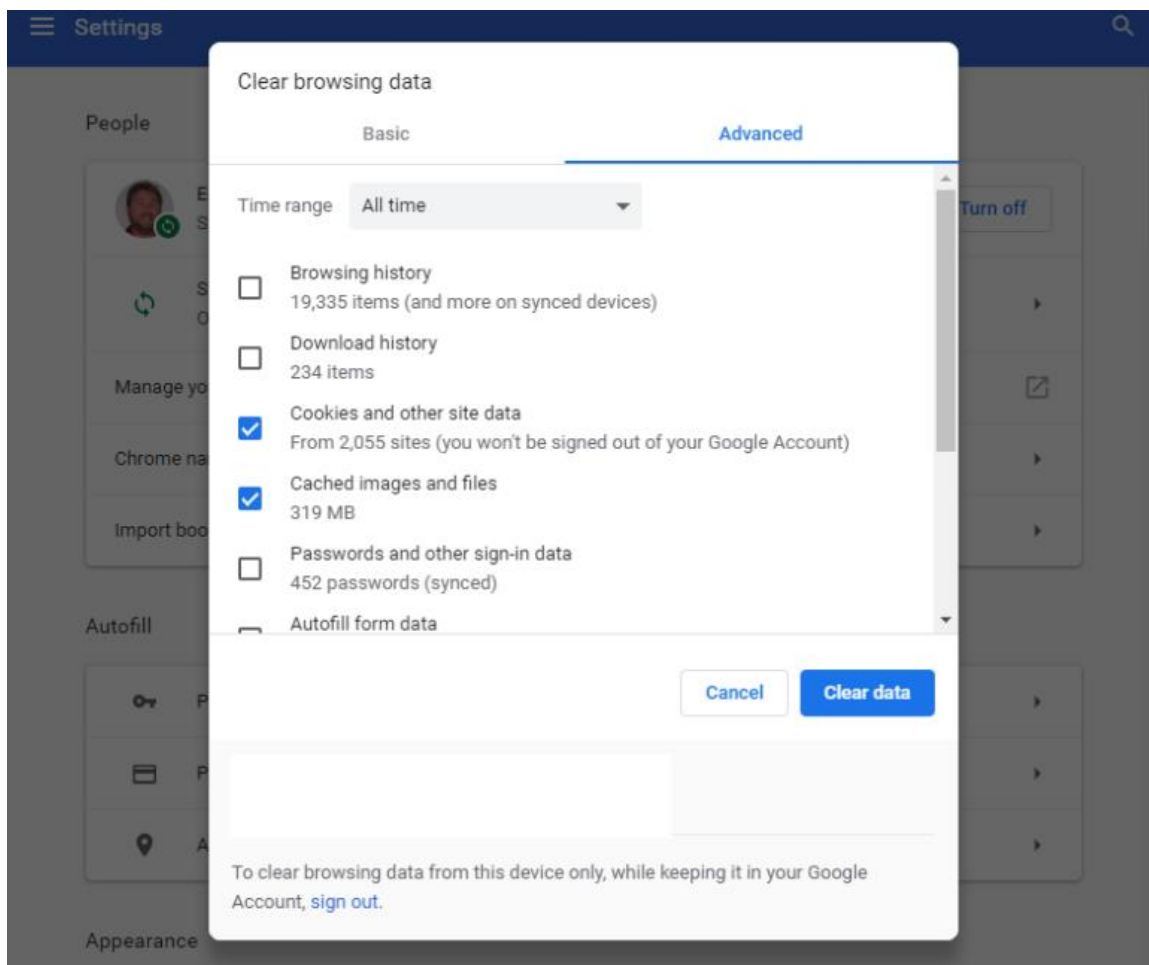 Settings
Clear browsing data
People
Basic
Advanced
Time range
All time
E
S
Turn off
Browsing history
19,335 items (and more on synced devices)
S
O
Download history
234 items
Manage yo
Cookies and other site data
From 2,055 sites (you won't be signed out of your Google Account)
Chrome na
Cached images and files
319 MB
Import boo
Passwords and other sign-in data
452 passwords (synced)
Autofill
Autofill form data
Cancel
Clear data
P
P
A
To clear browsing data from this device only, while keeping it in your Google
Account, sign out.
Appearance